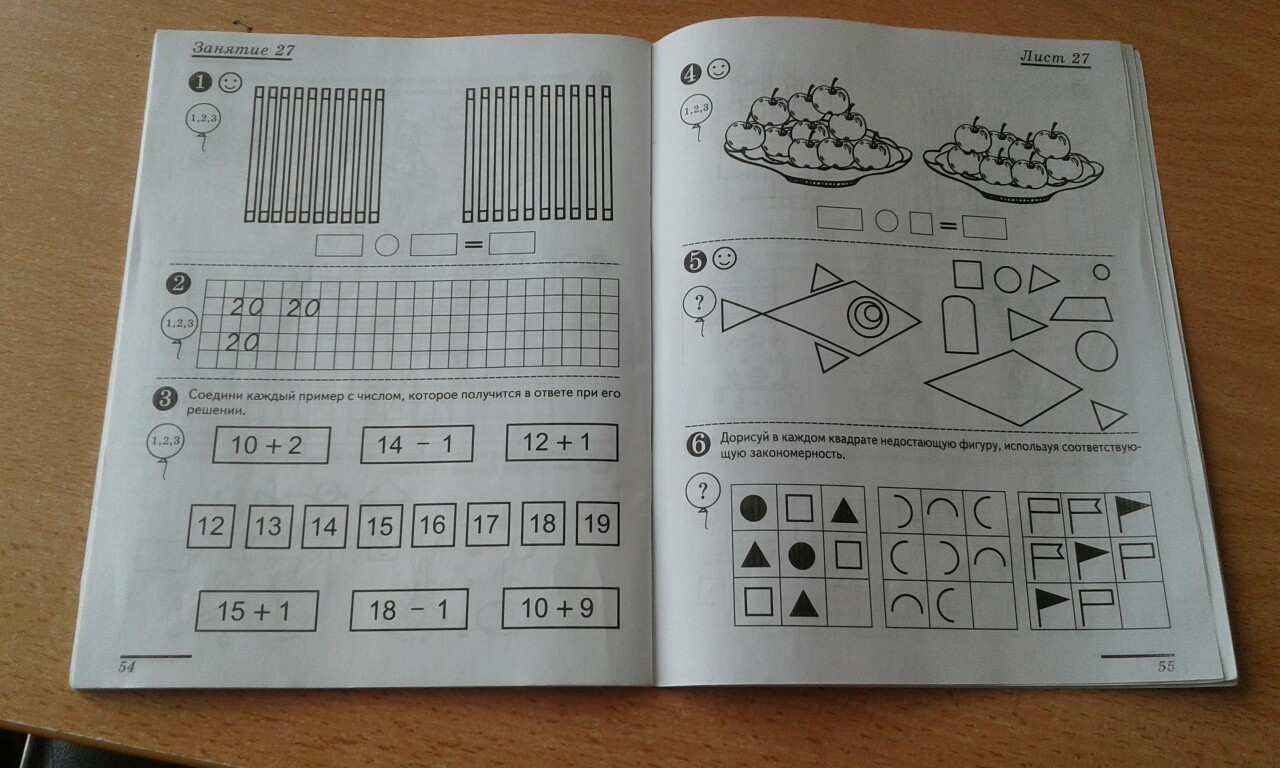 Занятие 27
1
1,2,3
=
2
1,2,3
20 20
20
3 Соедини каждый пример с числом, которое получится в ответе при его
решении.
1,2,3
10 + 2 14 − 1 12 + 1
12 13 14 15 16 17 18 19
15 + 1 18 − 1 10 + 9
54
Лист 27
4
1,2,3
=
5
?
6 Дорисуй в каждом квадрате недостающую фигуру, используя соответствую-
щую закономерность.
?
55